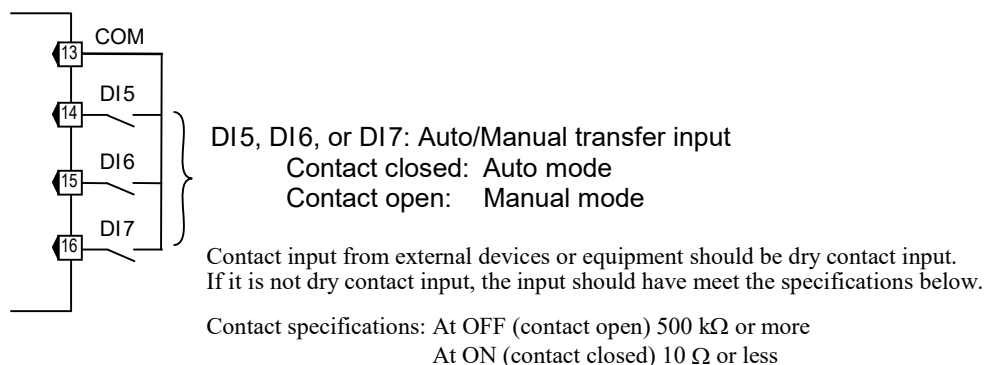 COM
13
DI5
14
DI6
15
DI7
16
DI5, DI6, or DI7: Auto/Manual transfer input
Contact closed: Auto mode
Contact open: Manual mode
Contact input from external devices or equipment should be dry contact input.
If it is not dry contact input, the input should have meet the specifications below.
Contact specifications: At OFF (contact open) 500 kΩ or more
At ON (contact closed) 10 Ω or less